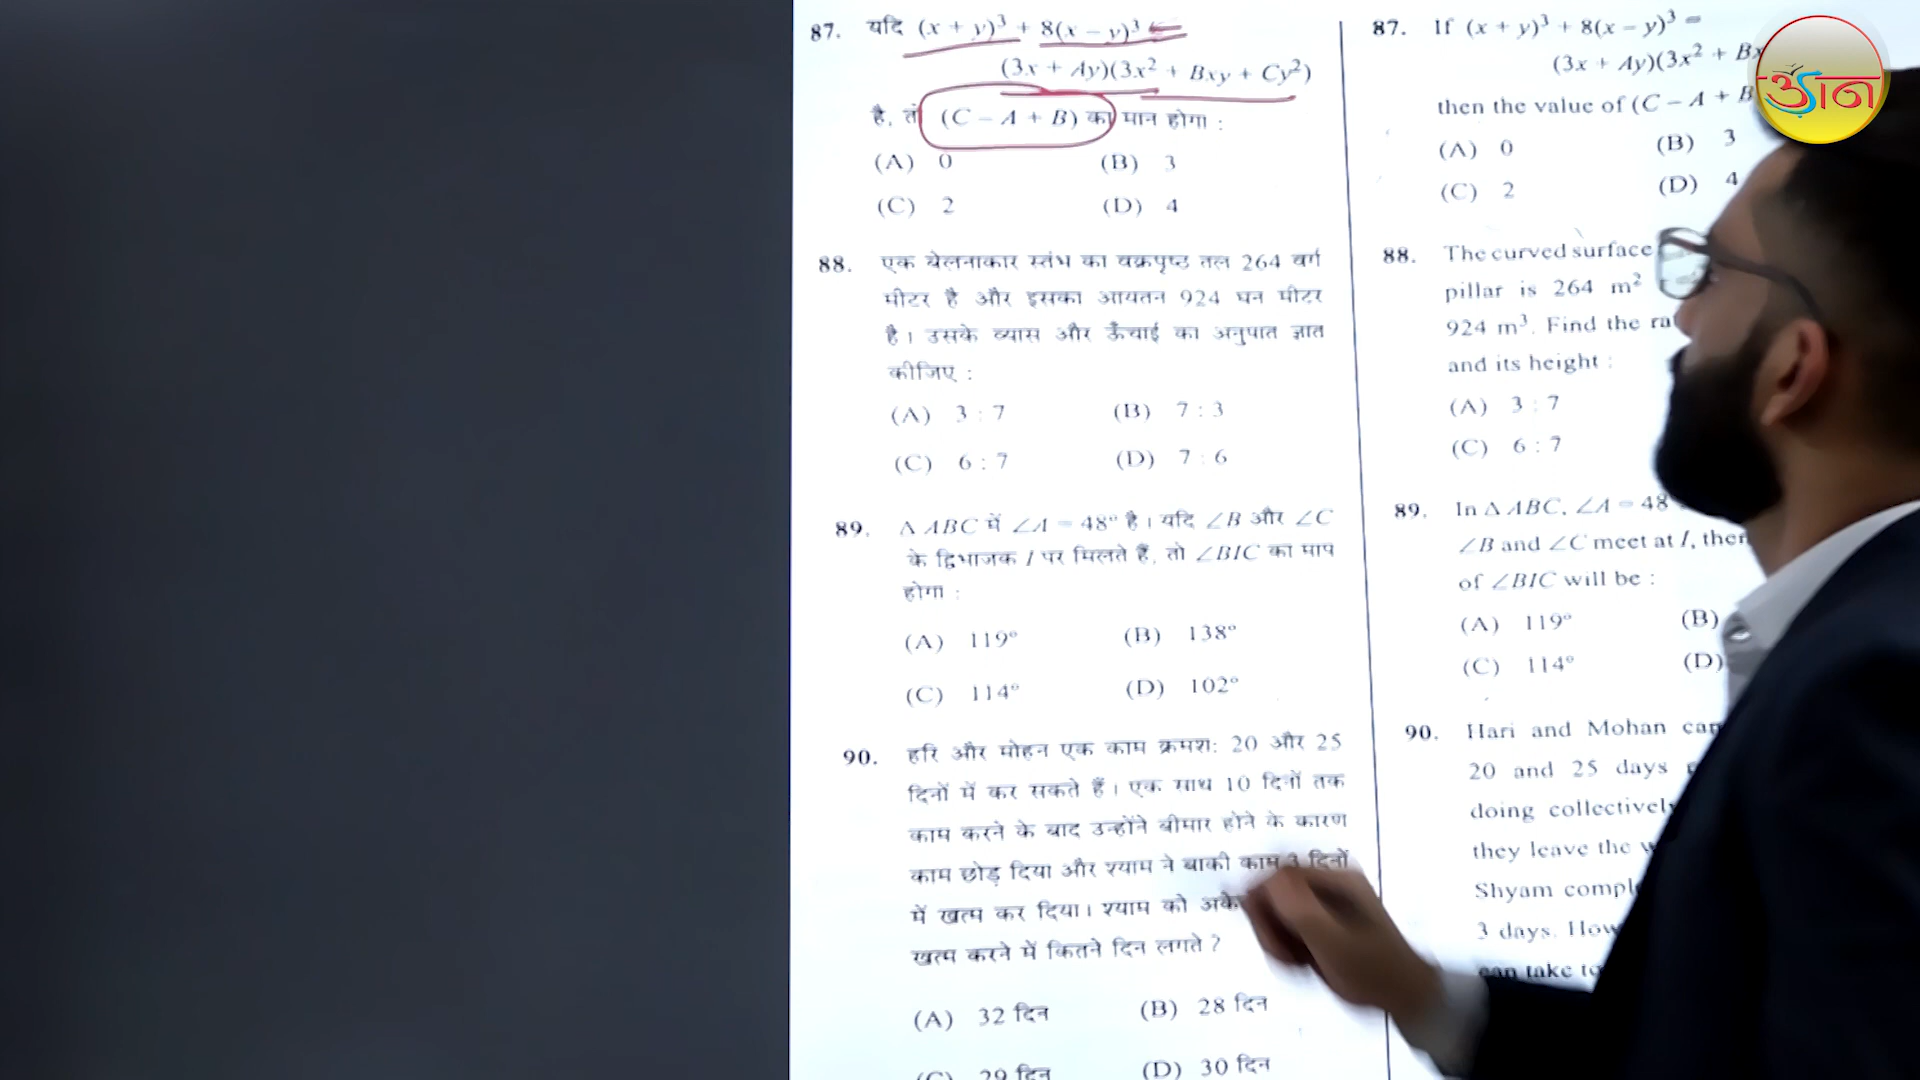 87. यदि (x + y)³ + 8(x – y)³ =
(3x + Ay)(3x² + Bxy + Cy²)
है, तो (C – A + B) का मान होगा :
(A) 0 (B) 3
(C) 2 (D) 4
88. एक बेलनाकार स्तंभ का वक्रपृष्ठ तल 264 वर्ग
मीटर है और इसका आयतन 924 घन मीटर
है। उसके व्यास और ऊँचाई का अनुपात ज्ञात
कीजिए :
(A) 3 : 7 (B) 7 : 3
(C) 6 : 7 (D) 7 : 6
89. Δ ABC में ∠A = 48° है। यदि ∠B और ∠C
के द्विभाजक I पर मिलते हैं, तो ∠BIC का माप
होगा :
(A) 119° (B) 138°
(C) 114° (D) 102°
90. हरि और मोहन एक काम क्रमश: 20 और 25
दिनों में कर सकते हैं। एक साथ 10 दिनों तक
काम करने के बाद उन्होंने बीमार होने के कारण
काम छोड़ दिया और श्याम ने बाकी काम 3 दिनों
में खत्म कर दिया। श्याम को
खत्म करने में कितने दिन लगते ?
(A) 32 दिन (B) 28 दिन
(C) 29 दिन (D) 30 दिन
87. If (x + y)³ + 8(x – y)³ =
(3x + Ay)(3x² + Bx
then the value of (C – A + B
(A) 0 (B) 3
(C) 2 (D) 4
88. The curved surface
pillar is 264 m²
924 m³. Find the
and its height :
(A) 3 : 7
(C) 6 : 7
89. In Δ ABC, ∠A = 48
∠B and ∠C meet at I,
of ∠BIC will be :
(A) 119° (B)
(C) 114° (D)
90. Hari and Mohan
20 and 25 days
doing
they leave the
Shyam
3 days.
can take
उड़ान